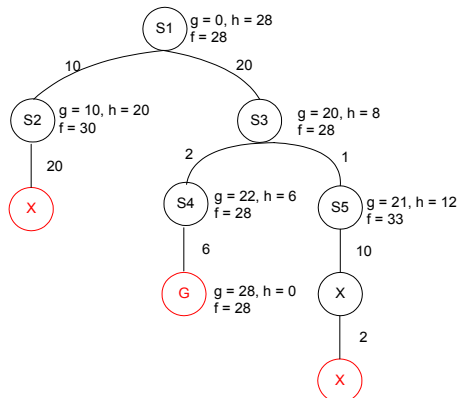 S1
g = 0, h = 28
f = 28
10
20
S2
g = 10, h = 20
f = 30
S3
g = 20, h = 8
f = 28
20
2
1
X
S4
g = 22, h = 6
f = 28
S5
g = 21, h = 12
f = 33
6
10
G
g = 28, h = 0
f = 28
X
2
X